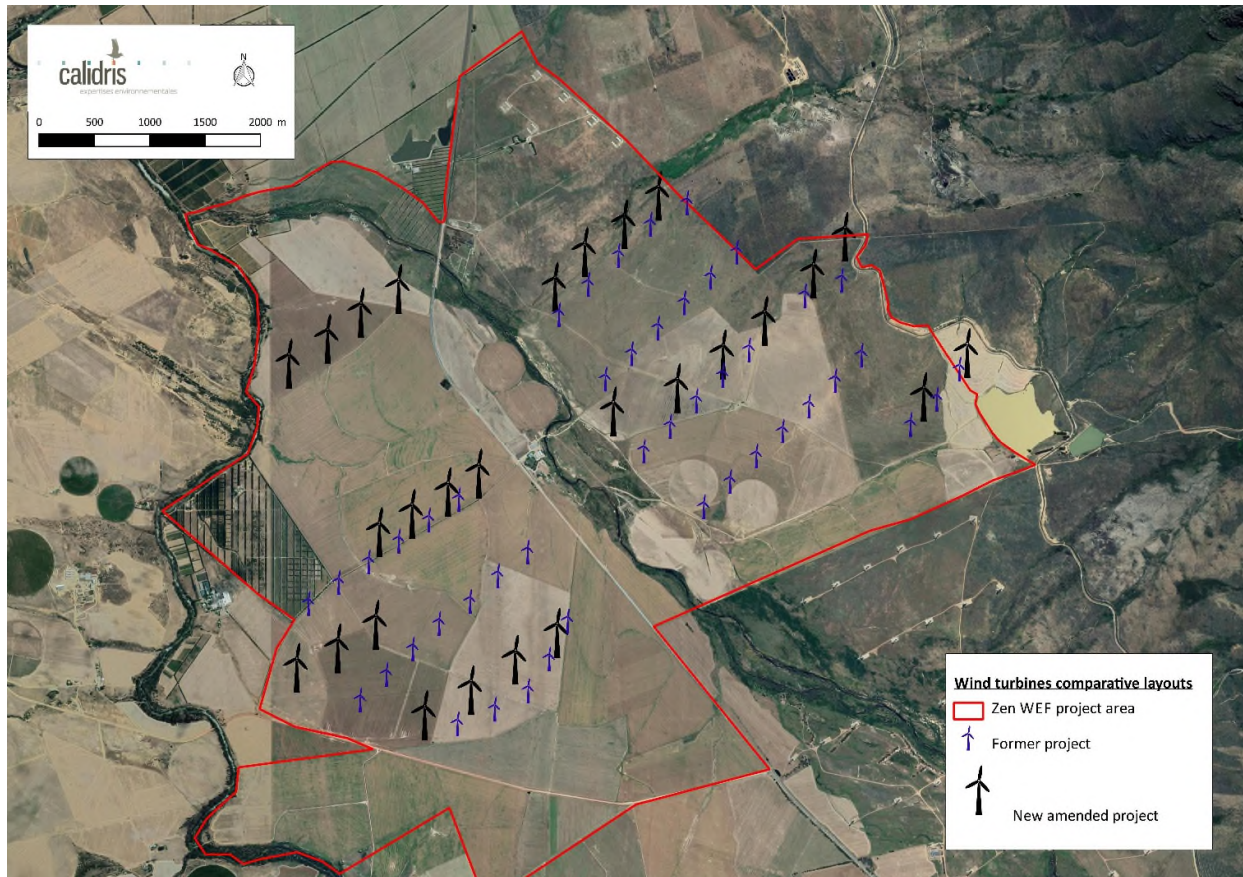 calidris
expertises environnementales
N
0 500 1000 1500 2000 m
Wind turbines comparative layouts
Zen WEF project area
Former project
New amended project